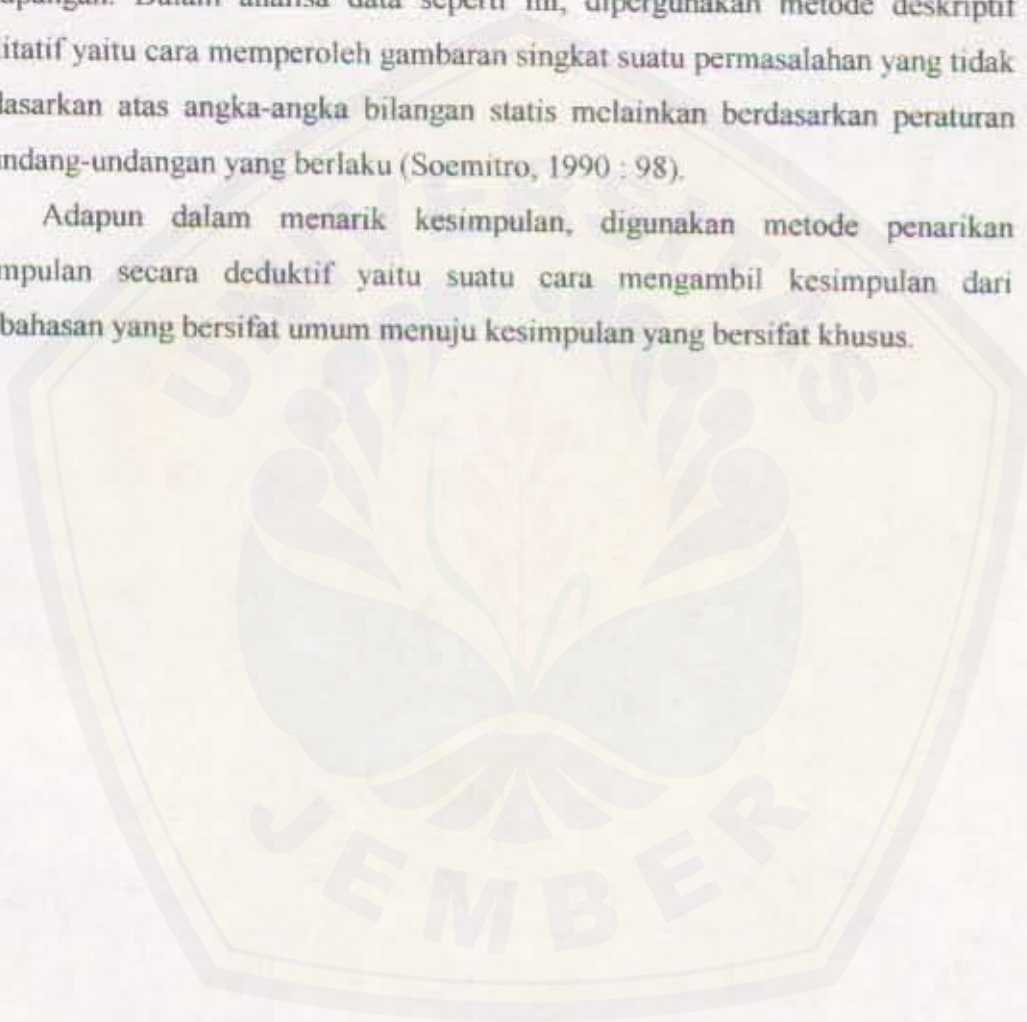 apangan. Dalam analisa data seperti ini, dipergunakan metode deskriptif
litatif yaitu cara memperoleh gambaran singkat suatu permasalahan yang tidak
dasarkan atas angka-angka bilangan statis melainkan berdasarkan peraturan
ndang-undangan yang berlaku (Soemitro, 1990 : 98).
Adapun dalam menarik kesimpulan, digunakan metode penarikan
mpulan secara deduktif yaitu suatu cara mengambil kesimpulan dari
bahasan yang bersifat umum menuju kesimpulan yang bersifat khusus.
UNIVERSITAS
JEMBER